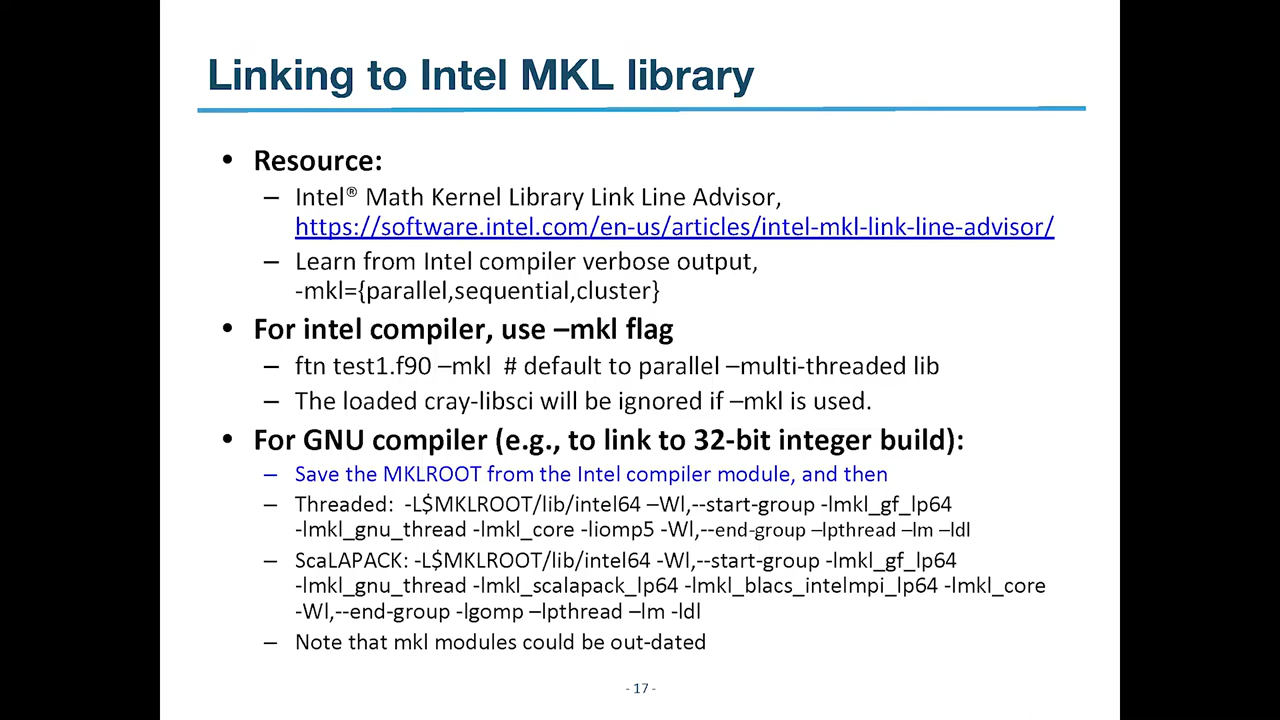 Linking to Intel MKL library
• Resource:
– Intel® Math Kernel Library Link Line Advisor,
https://software.intel.com/en-us/articles/intel-mkl-link-line-advisor/
– Learn from Intel compiler verbose output,
-mkl={parallel,sequential,cluster}
• For intel compiler, use –mkl flag
– ftn test1.f90 –mkl # default to parallel –multi-threaded lib
– The loaded cray-libsci will be ignored if –mkl is used.
• For GNU compiler (e.g., to link to 32-bit integer build):
– Save the MKLROOT from the Intel compiler module, and then
– Threaded: -L$MKLROOT/lib/intel64 –Wl,--start-group -lmkl_gf_lp64
-lmkl_gnu_thread -lmkl_core -liomp5 -Wl,--end-group –lpthread –lm –ldl
– ScaLAPACK: -L$MKLROOT/lib/intel64 -Wl,--start-group -lmkl_gf_lp64
-lmkl_gnu_thread -lmkl_scalapack_lp64 -lmkl_blacs_intelmpi_lp64 -lmkl_core
-Wl,--end-group -lgomp –lpthread –lm -ldl
– Note that mkl modules could be out-dated
- 17 -